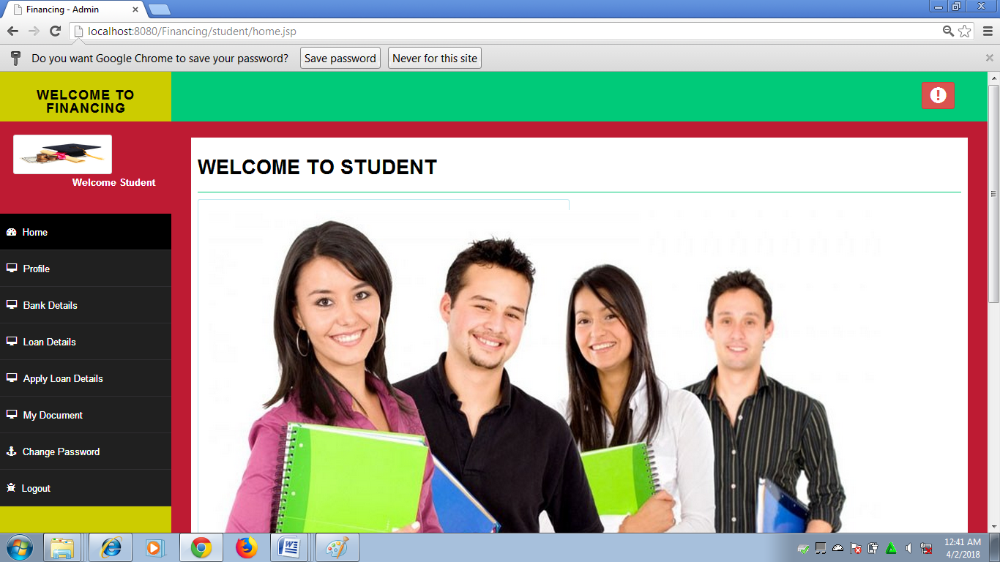 Financing - Admin
localhost:8080/Financing/student/home.jsp
Do you want Google Chrome to save your password?
Save password
Never for this site
WELCOME TO
FINANCING
Welcome Student
Home
Profile
Bank Details
Loan Details
Apply Loan Details
My Document
Change Password
Logout
WELCOME TO STUDENT
12:41 AM
4/2/2018